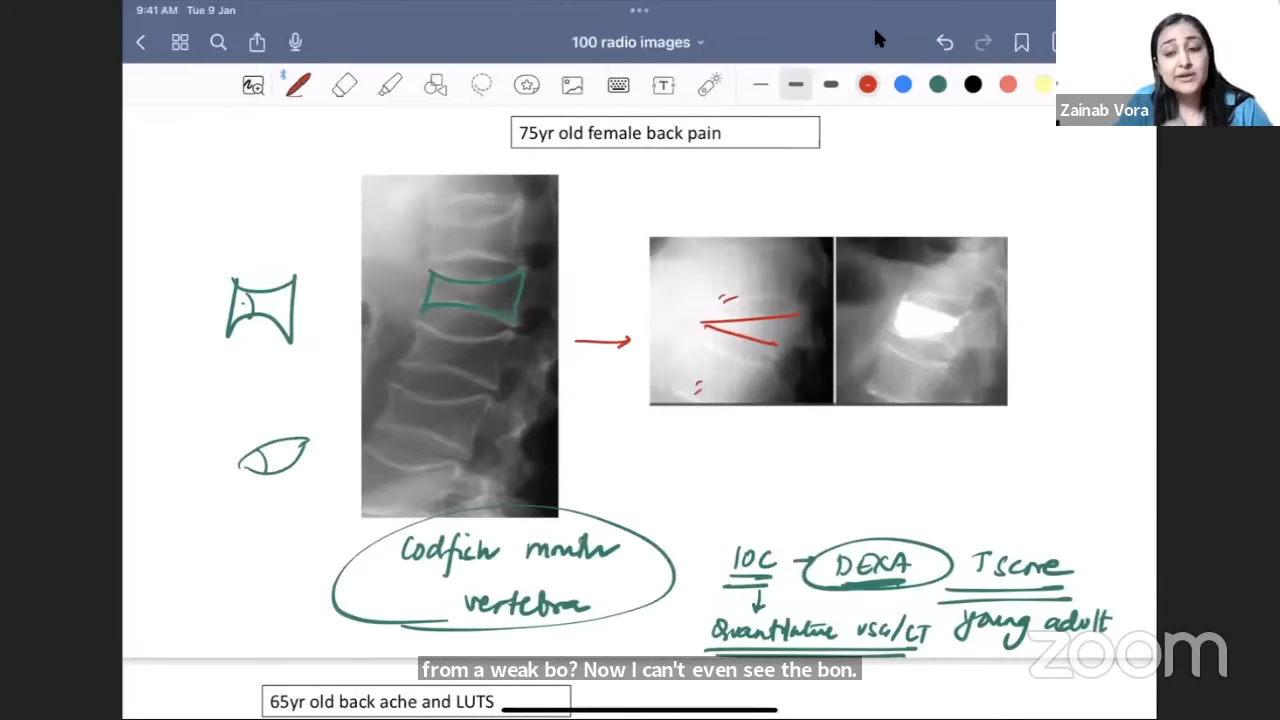 9:41 AM Tue 9 Jan
100 radio images
T
Zainab Vora
75yr old female back pain
Codfish mouth
vertebra
IOC → DEXA T score
Quantitative USG/CT young adult
zoom
from a weak bo? Now I can't even see the bon.
65yr old back ache and LUTS